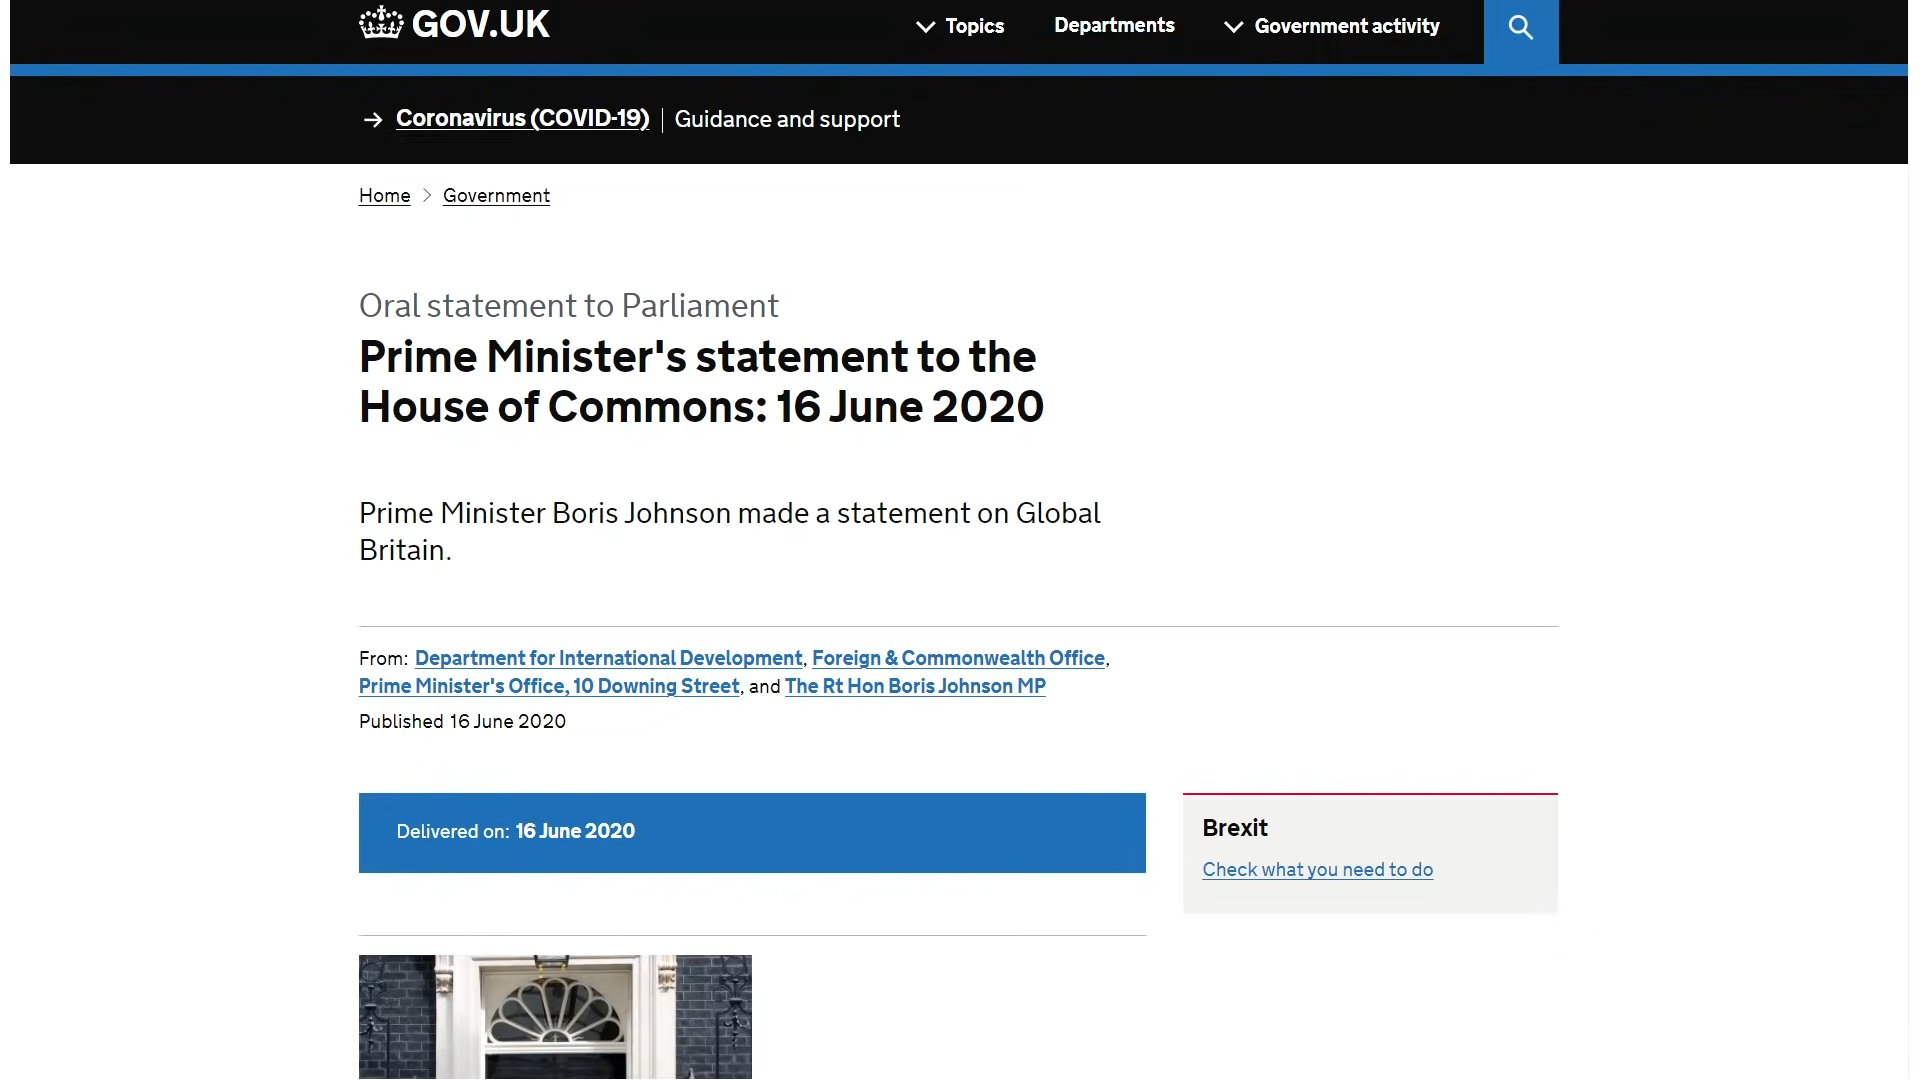 GOV.UK
Topics
Departments
Government activity
Coronavirus (COVID-19) | Guidance and support
Home > Government
Oral statement to Parliament
Prime Minister's statement to the
House of Commons: 16 June 2020
Prime Minister Boris Johnson made a statement on Global
Britain.
From: Department for International Development, Foreign & Commonwealth Office,
Prime Minister's Office, 10 Downing Street, and The Rt Hon Boris Johnson MP
Published 16 June 2020
Delivered on: 16 June 2020
Brexit
Check what you need to do